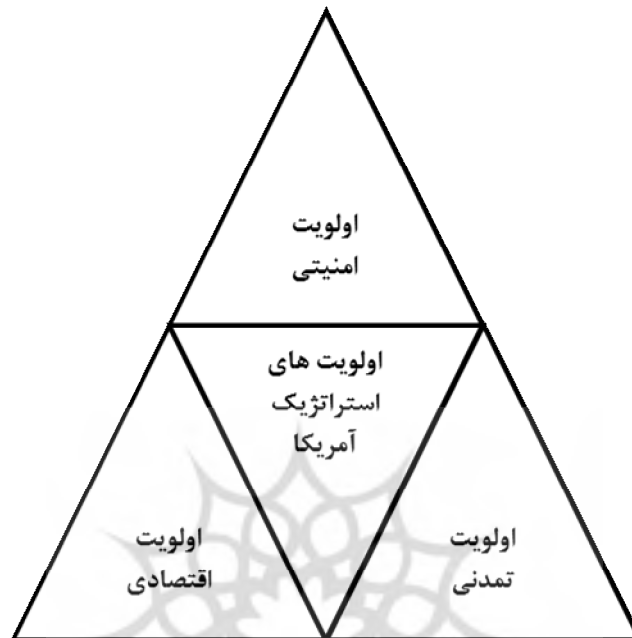 اولویت
امنیتی
اولویت های
استراتژیک
آمریکا
اولویت
تمدنی
اولویت
اقتصادی